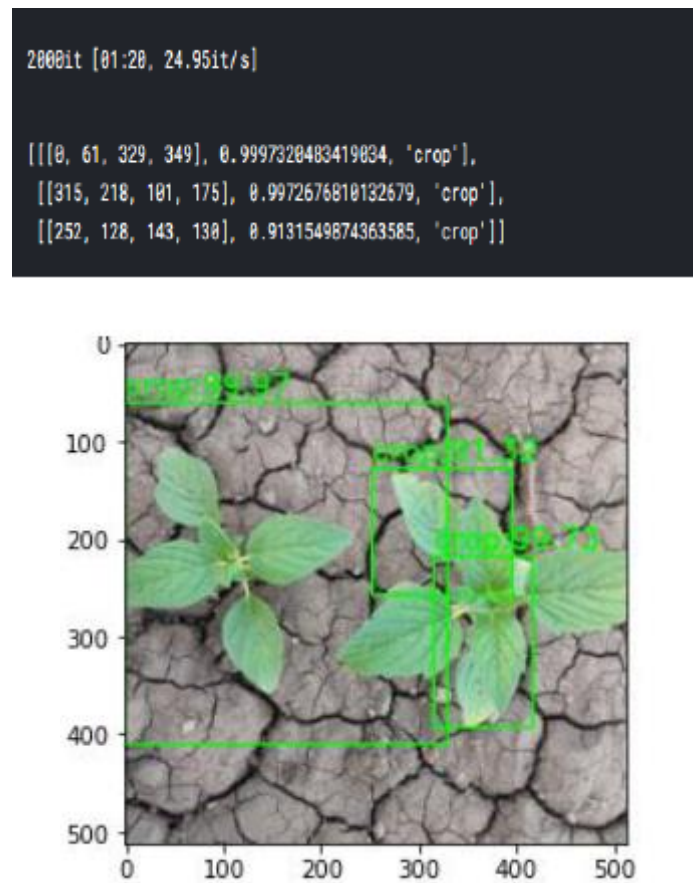 2000it [01:20, 24.95it/s]
[[[0, 61, 329, 349], 0.9997320483419034, 'crop'],
[[315, 218, 101, 175], 0.9972676810132679, 'crop'],
[[252, 128, 143, 130], 0.9131549874363585, 'crop']]
0
100
200
300
400
500
0 100 200 300 400 500